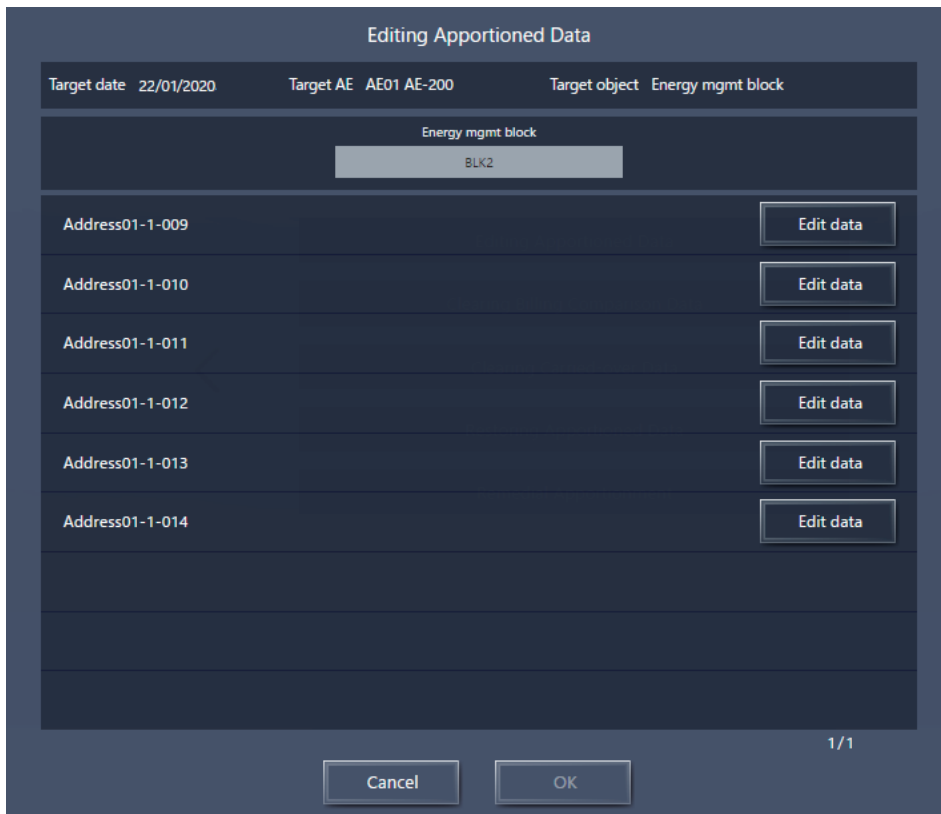 Editing Apportioned Data
Target date 22/01/2020 Target AE AE01 AE-200 Target object Energy mgmt block
Energy mgmt block
BLK2
Address01-1-009 Edit data
Address01-1-010 Edit data
Address01-1-011 Edit data
Address01-1-012 Edit data
Address01-1-013 Edit data
Address01-1-014 Edit data
1/1
Cancel OK